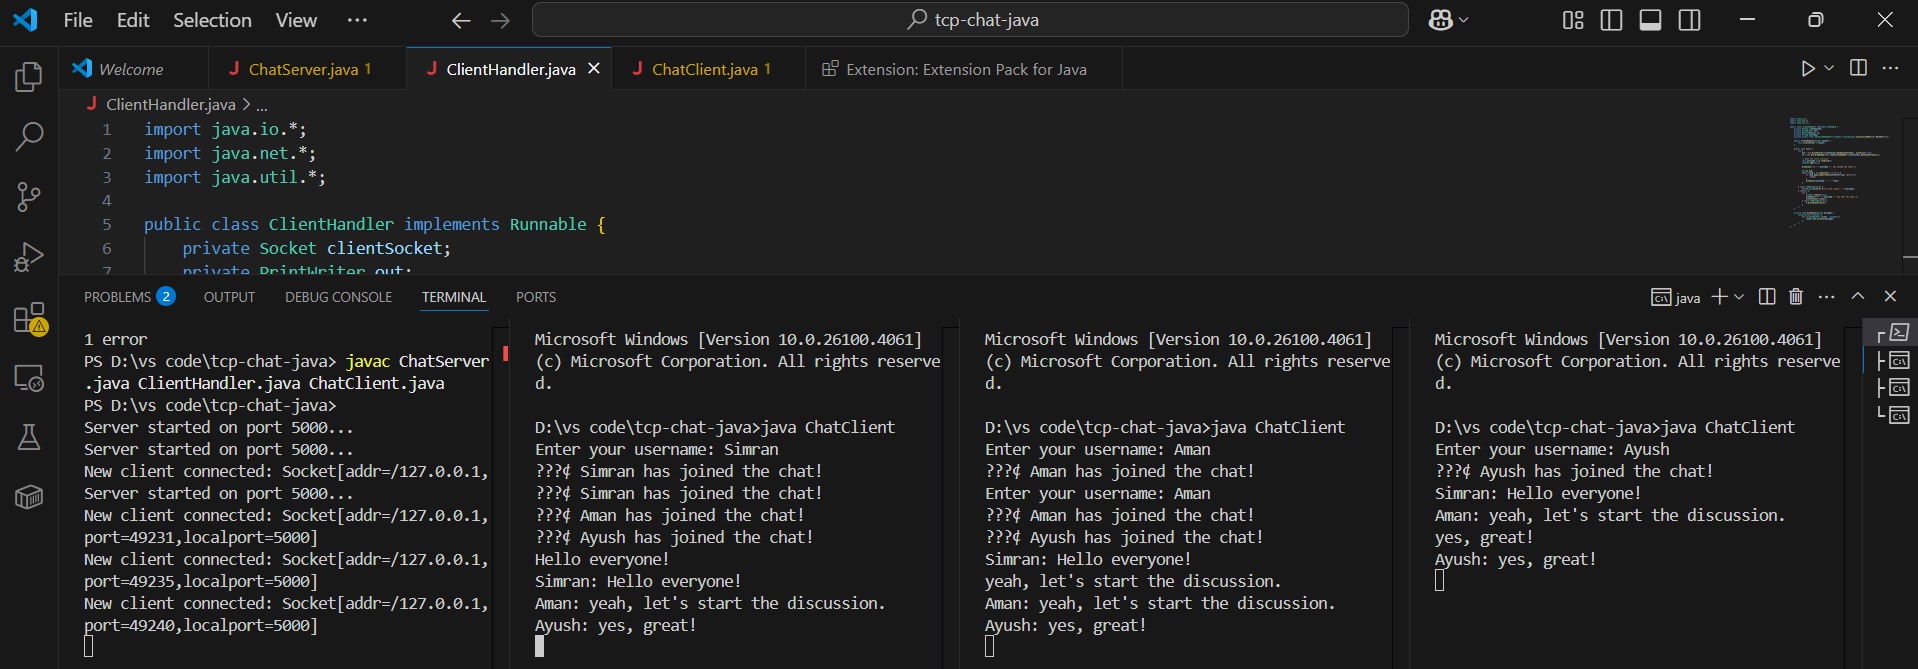 File Edit Selection View ··· tcp-chat-java
Welcome ChatServer.java 1 ClientHandler.java ChatClient.java 1 Extension: Extension Pack for Java
ClientHandler.java > ...
1 import java.io.*;
2 import java.net.*;
3 import java.util.*;
4
5 public class ClientHandler implements Runnable {
6 private Socket clientSocket;
7 private PrintWriter out;
PROBLEMS 2 OUTPUT DEBUG CONSOLE TERMINAL PORTS java
1 error
PS D:\vs code\tcp-chat-java> javac ChatServer
.java ClientHandler.java ChatClient.java
PS D:\vs code\tcp-chat-java>
Server started on port 5000...
Server started on port 5000...
New client connected: Socket[addr=/127.0.0.1,
Server started on port 5000...
New client connected: Socket[addr=/127.0.0.1,
port=49231,localport=5000]
New client connected: Socket[addr=/127.0.0.1,
port=49235,localport=5000]
New client connected: Socket[addr=/127.0.0.1,
port=49240,localport=5000]
Microsoft Windows [Version 10.0.26100.4061]
(c) Microsoft Corporation. All rights reserve
d.
D:\vs code\tcp-chat-java>java ChatClient
Enter your username: Simran
???¢ Simran has joined the chat!
???¢ Simran has joined the chat!
???¢ Aman has joined the chat!
???¢ Ayush has joined the chat!
Hello everyone!
Simran: Hello everyone!
Aman: yeah, let's start the discussion.
Ayush: yes, great!
Microsoft Windows [Version 10.0.26100.4061]
(c) Microsoft Corporation. All rights reserve
d.
D:\vs code\tcp-chat-java>java ChatClient
Enter your username: Aman
???¢ Aman has joined the chat!
Enter your username: Aman
???¢ Aman has joined the chat!
???¢ Ayush has joined the chat!
Simran: Hello everyone!
yeah, let's start the discussion.
Aman: yeah, let's start the discussion.
Ayush: yes, great!
Microsoft Windows [Version 10.0.26100.4061]
(c) Microsoft Corporation. All rights reserve
d.
D:\vs code\tcp-chat-java>java ChatClient
Enter your username: Ayush
???¢ Ayush has joined the chat!
Simran: Hello everyone!
Aman: yeah, let's start the discussion.
yes, great!
Ayush: yes, great!